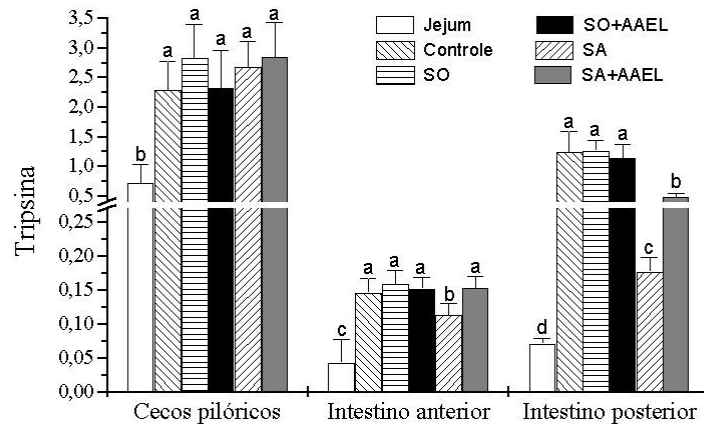 3,5
3,0
2,5
2,0
1,5
1,0
0,5
0,25
0,20
0,15
0,10
0,05
0,00
Tripsina
Jejum
Controle
SO
SO+AAEL
SA
SA+AAEL
b a a a a a
c a a a b a
d a a a c b
Cecos pilóricos Intestino anterior Intestino posterior